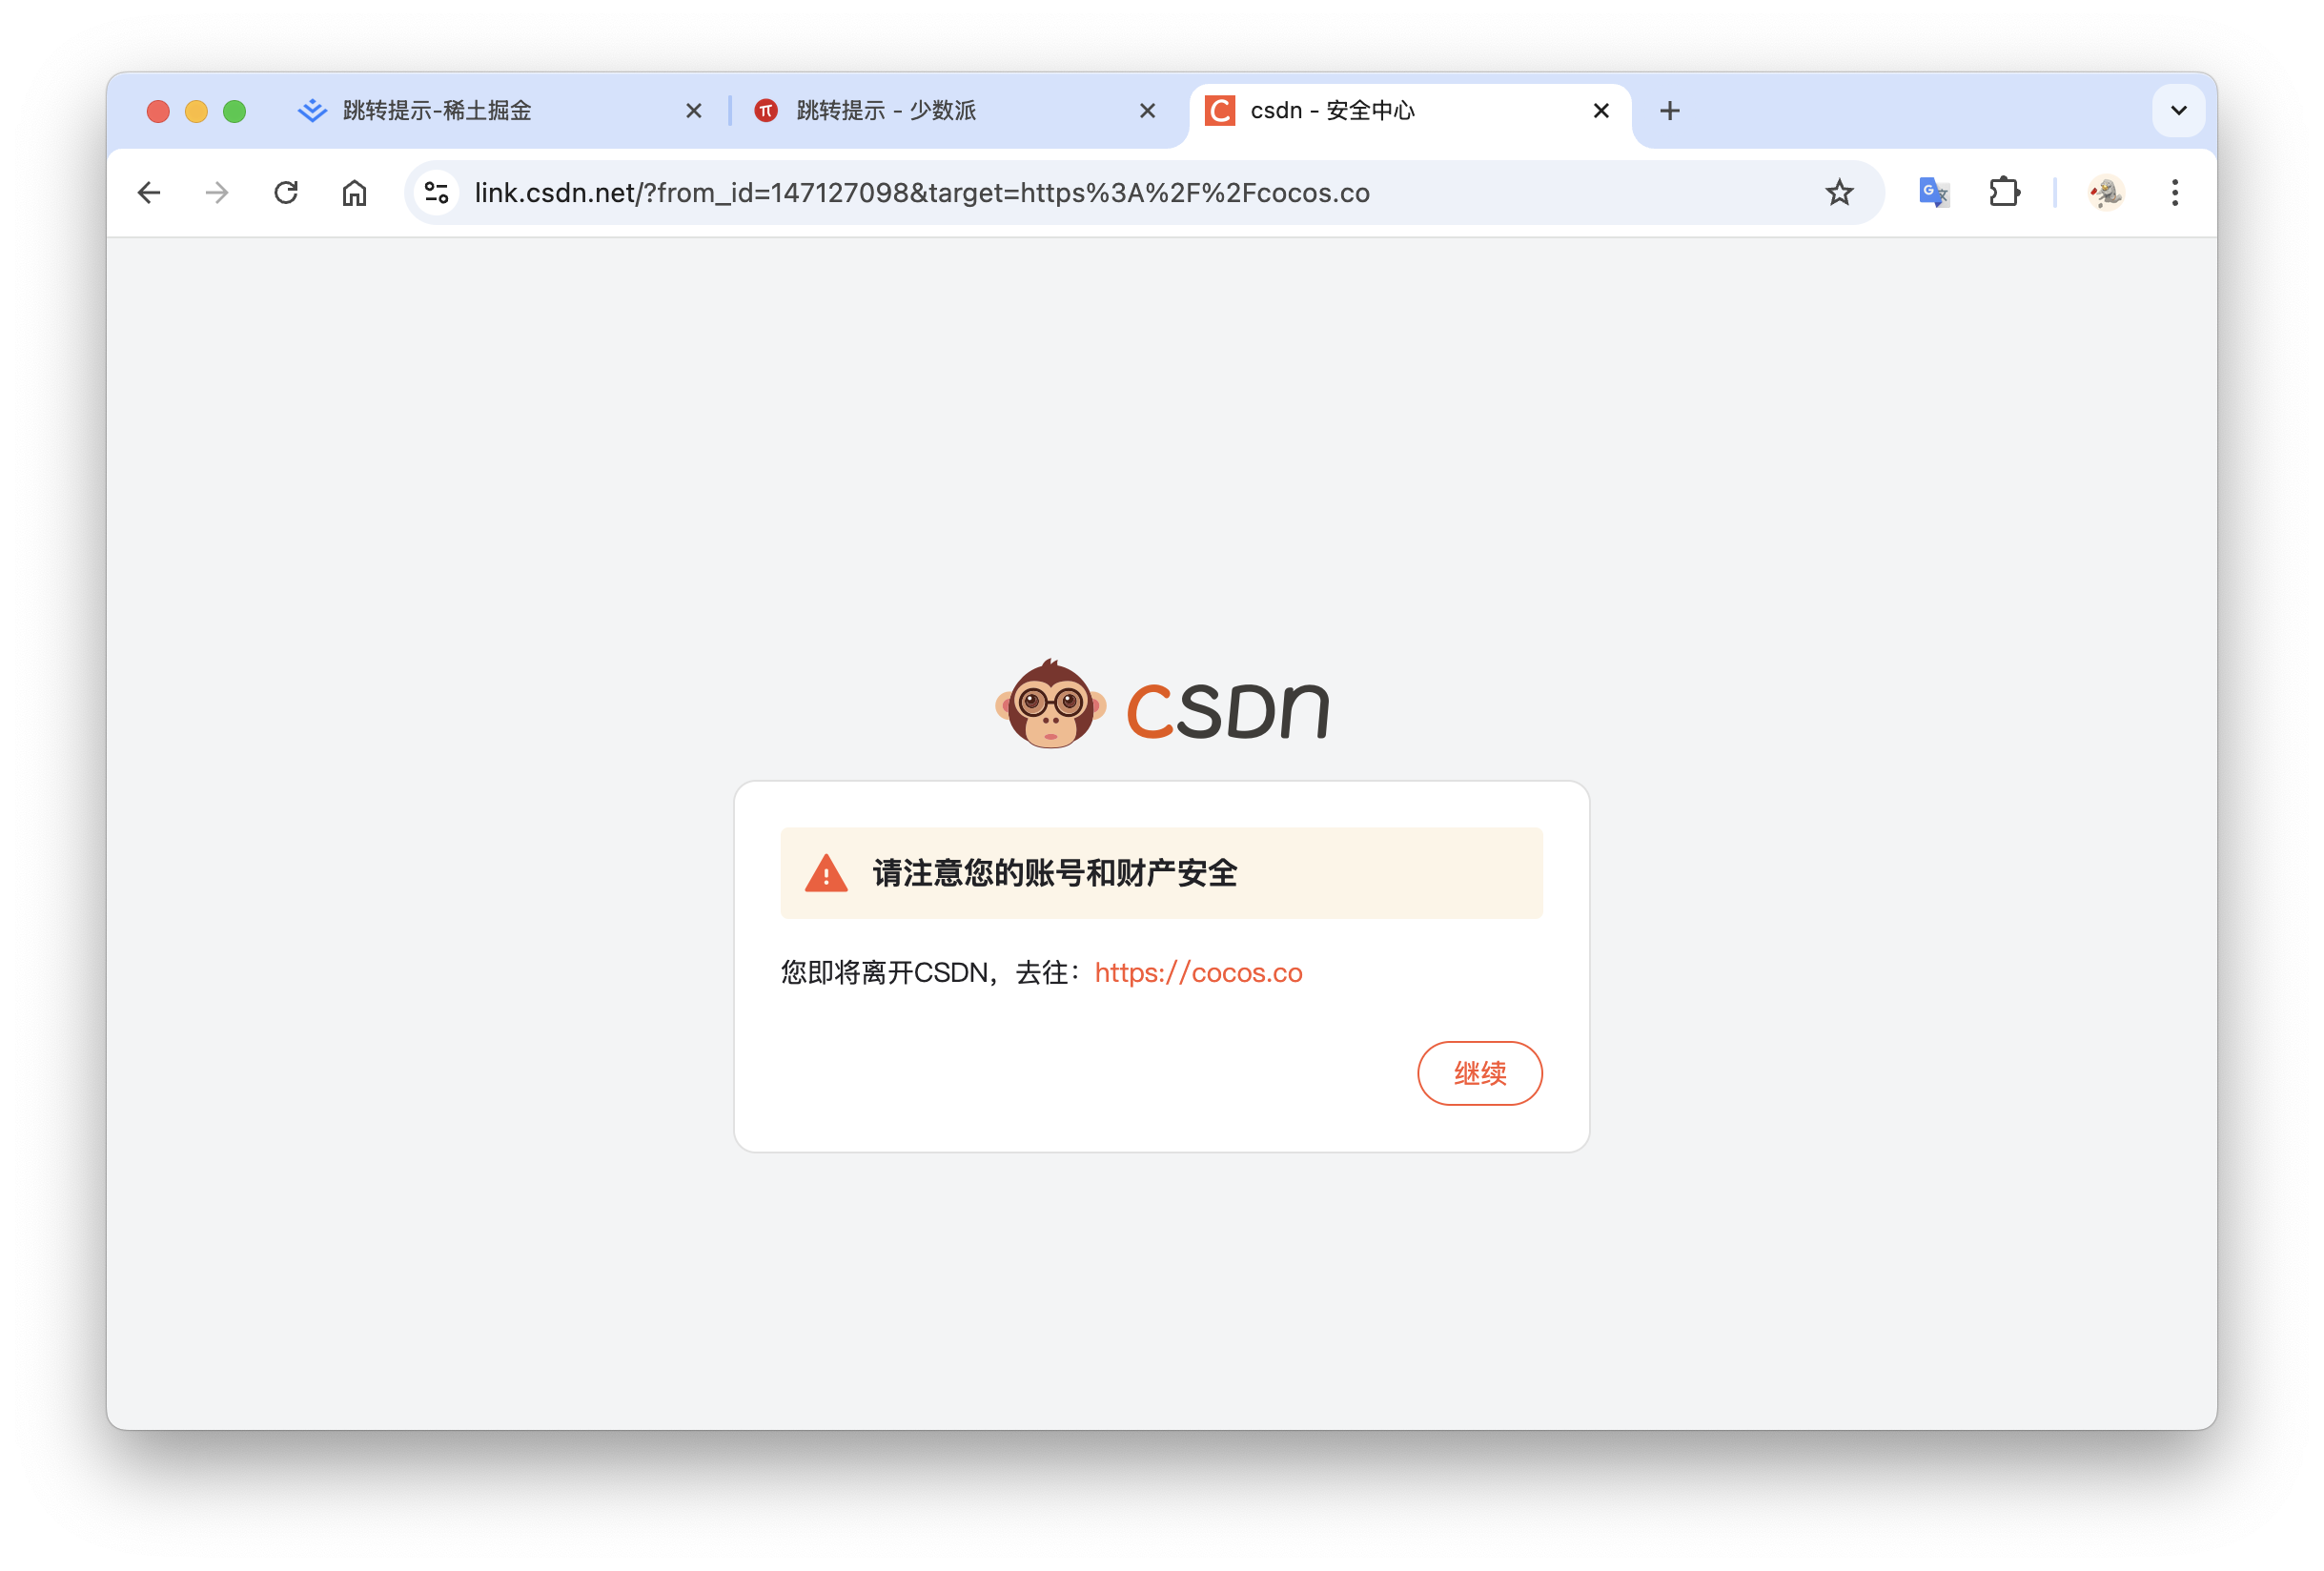 跳转提示-稀土掘金
跳转提示 - 少数派
csdn - 安全中心
link.csdn.net/?from_id=147127098&target=https%3A%2F%2Fcocos.co
CSDN
请注意您的账号和财产安全
您即将离开CSDN，去往：https://cocos.co
继续